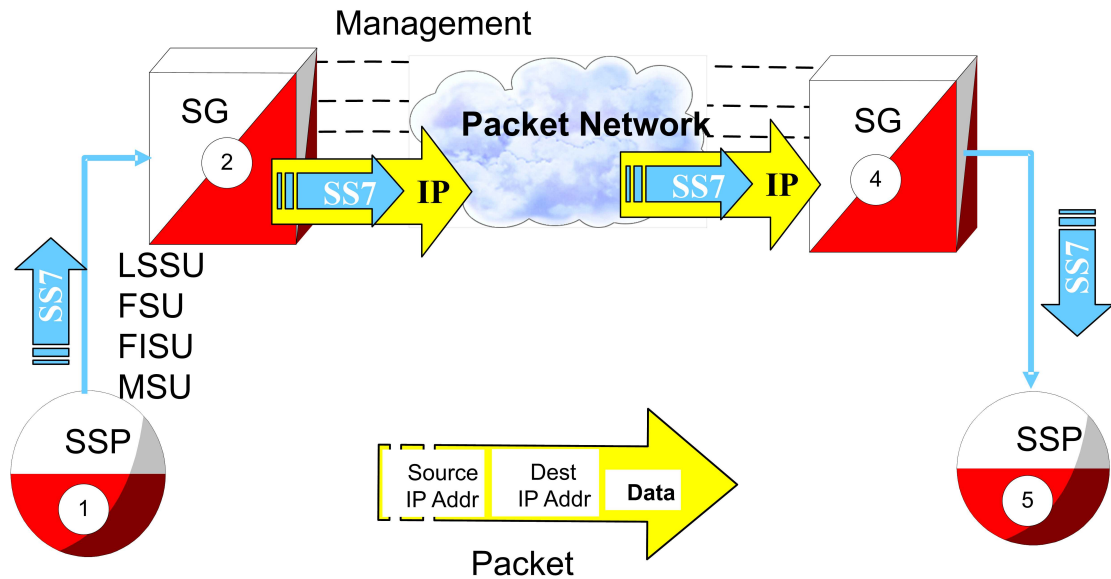 Management
SG
2
SS7
IP
Packet Network
SS7
IP
SG
4
SS7
LSSU
FSU
FISU
MSU
SS7
SSP
1
SSP
5
Source
IP Addr
Dest
IP Addr
Data
Packet